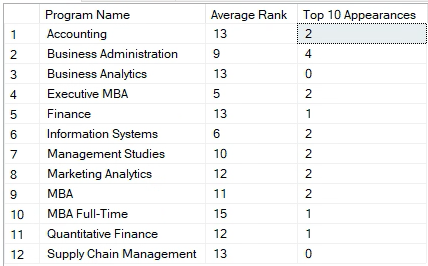 Program Name Average Rank Top 10 Appearances
1 Accounting 13 2
2 Business Administration 9 4
3 Business Analytics 13 0
4 Executive MBA 5 2
5 Finance 13 1
6 Information Systems 6 2
7 Management Studies 10 2
8 Marketing Analytics 12 2
9 MBA 11 2
10 MBA Full-Time 15 1
11 Quantitative Finance 12 1
12 Supply Chain Management 13 0